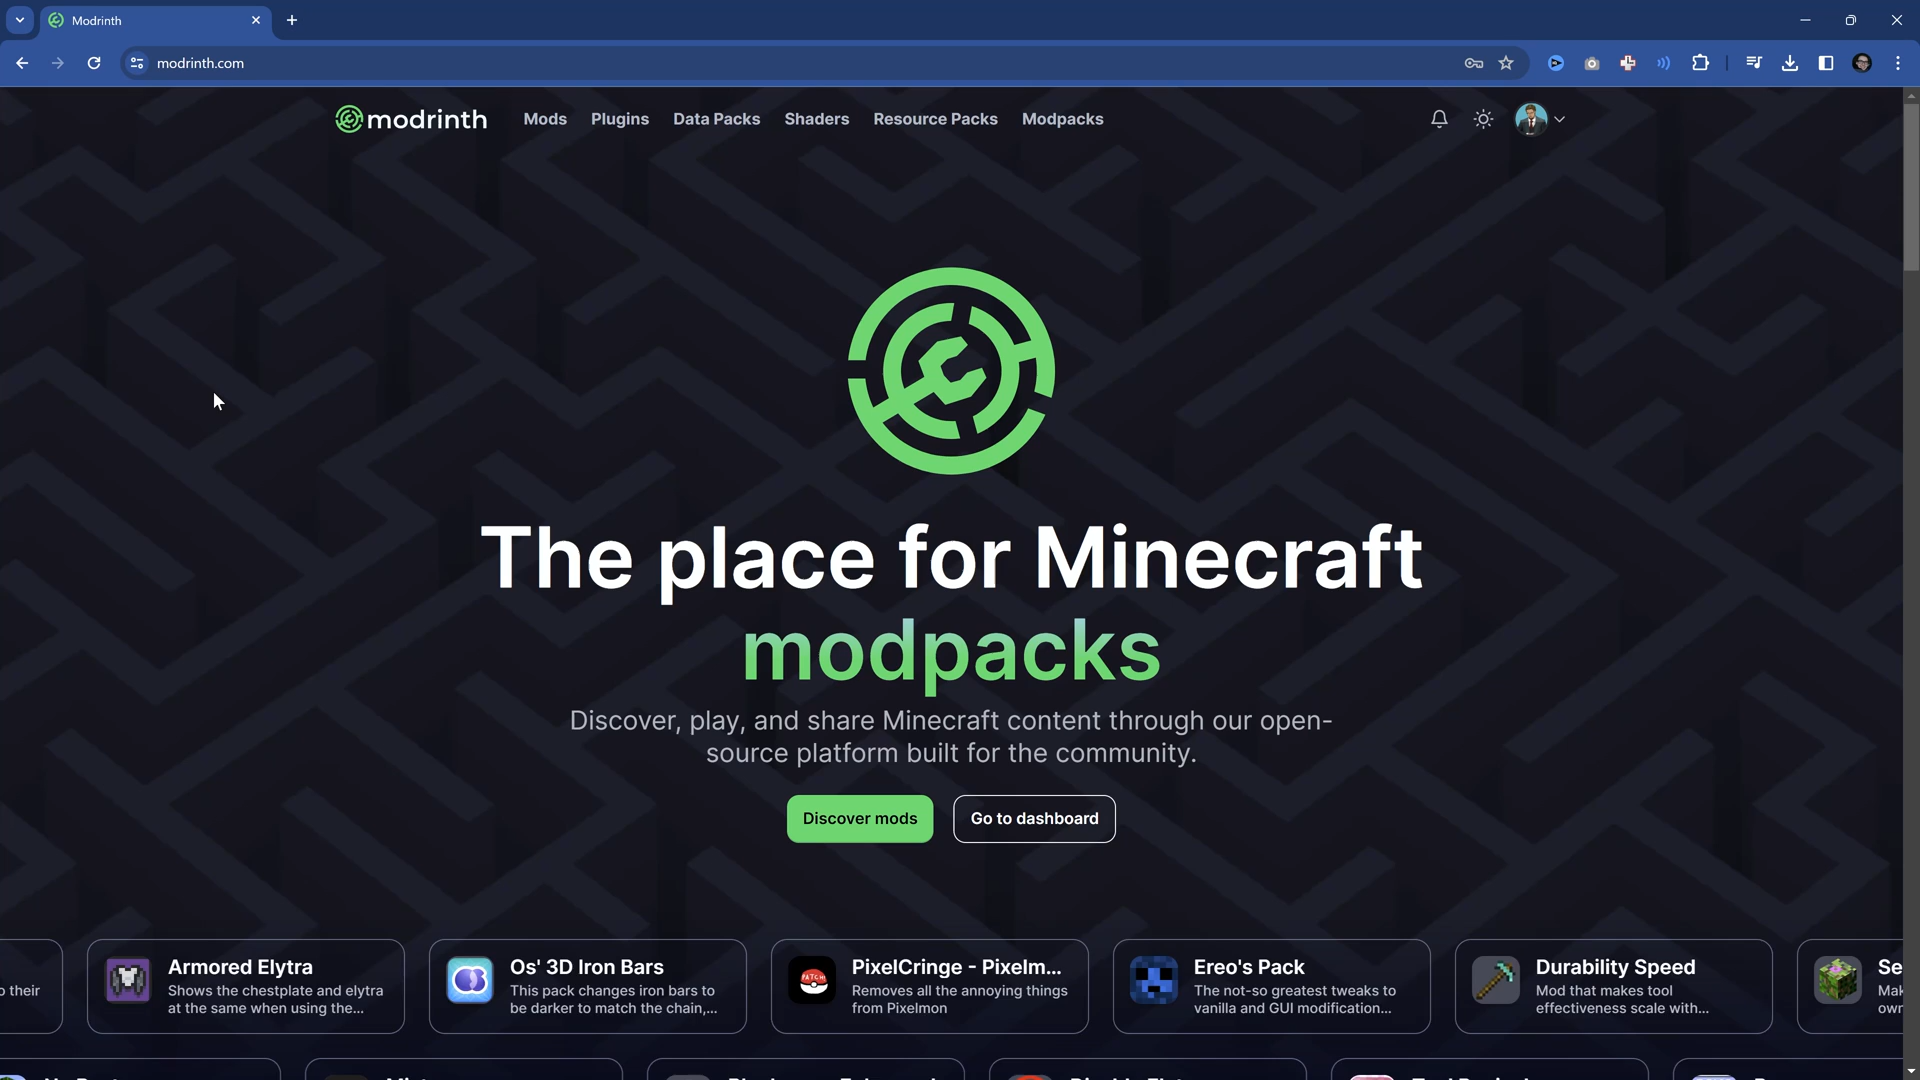 Modrinth
modrinth.com
modrinth Mods Plugins Data Packs Shaders Resource Packs Modpacks
The place for Minecraft
modpacks
Discover, play, and share Minecraft content through our open-
source platform built for the community.
Discover mods Go to dashboard
o their
Armored Elytra
Shows the chestplate and elytra
at the same when using the...
Os' 3D Iron Bars
This pack changes iron bars to
be darker to match the chain,...
PATCH!
PixelCringe - Pixelm...
Removes all the annoying things
from Pixelmon
Ereo's Pack
The not-so greatest tweaks to
vanilla and GUI modification...
Durability Speed
Mod that makes tool
effectiveness scale with...
Se
Mak
own